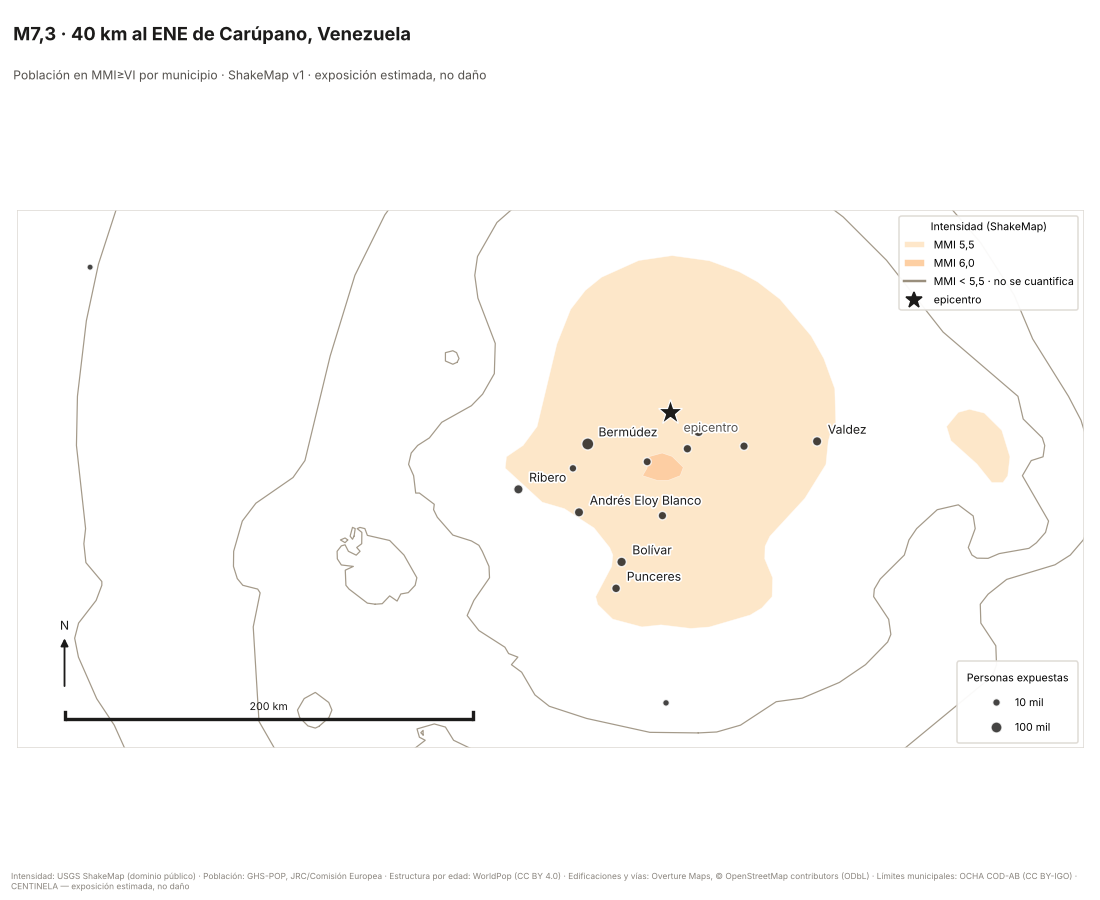 M7,3 · 40 km al ENE de Carúpano, Venezuela
Población en MMI≥VI por municipio · ShakeMap v1 · exposición estimada, no daño
Intensidad (ShakeMap)
MMI 5,5
MMI 6,0
MMI < 5,5 · no se cuantifica
epicentro
Bermúdez
epicentro
Valdez
Ribero
Andrés Eloy Blanco
Bolívar
Punceres
N
200 km
Personas expuestas
10 mil
100 mil
Intensidad: USGS ShakeMap (dominio público) · Población: GHS-POP, JRC/Comisión Europea · Estructura por edad: WorldPop (CC BY 4.0) · Edificaciones y vías: Overture Maps, © OpenStreetMap contributors (ODbL) · Límites municipales: OCHA COD-AB (CC BY-IGO) ·
CENTINELA — exposición estimada, no daño